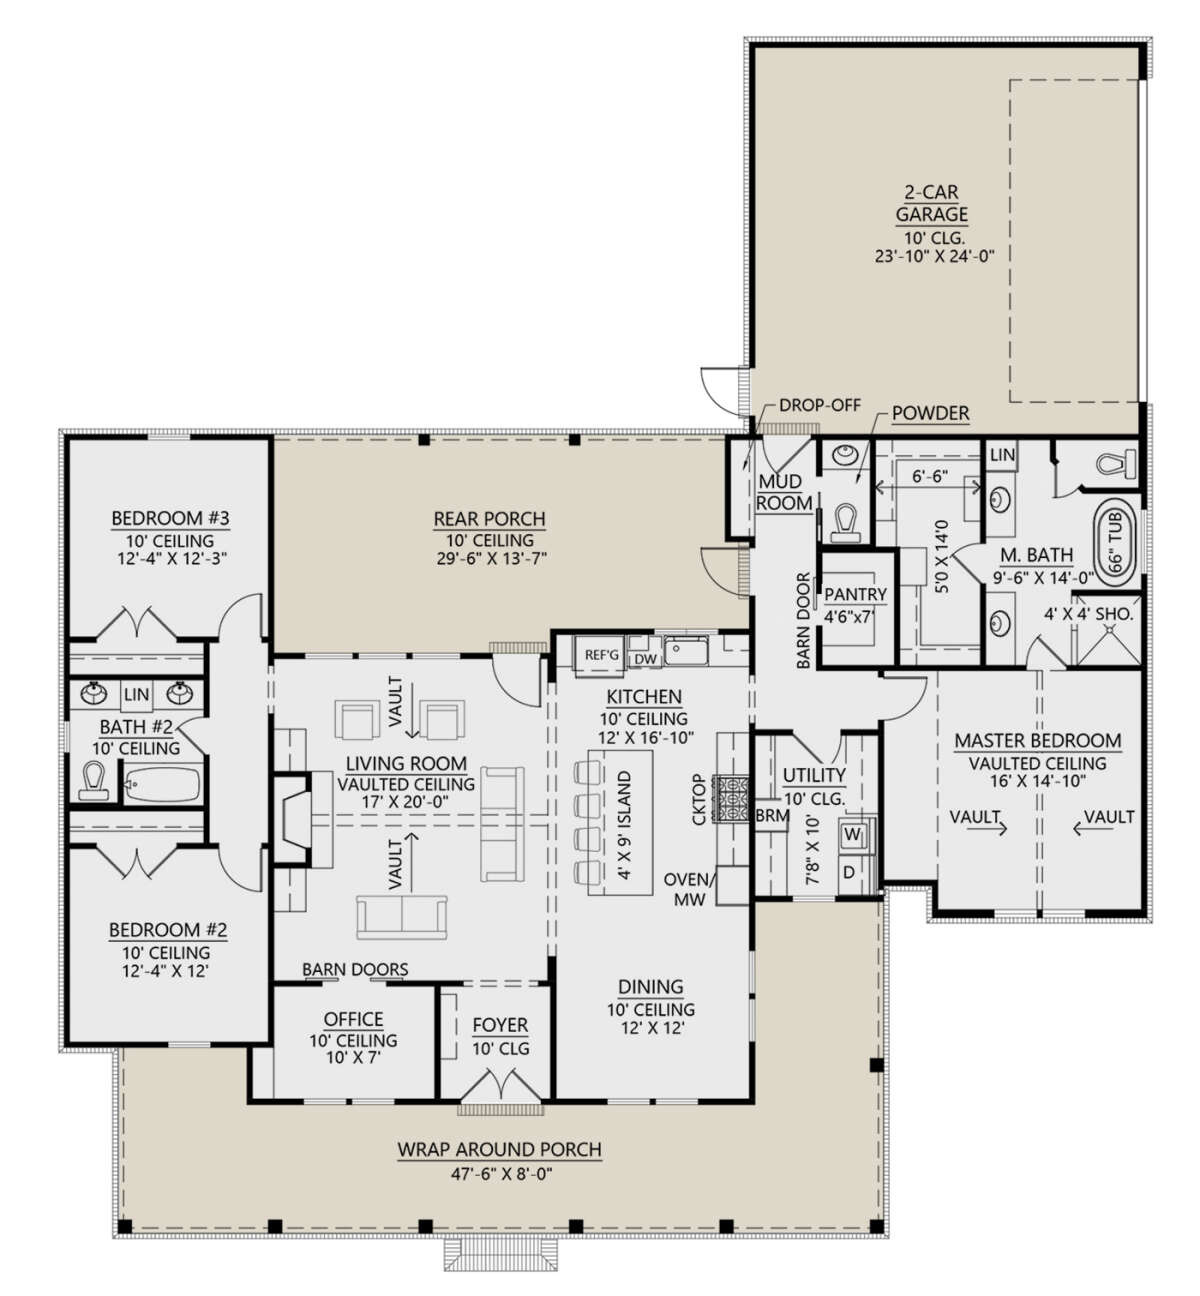 2-CAR
GARAGE
10' CLG.
23'-10" X 24'-0"
DROP-OFF
POWDER
MUD
ROOM
6'-6"
5'0 X 14'0
LIN
M. BATH
9'-6" X 14'-0"
66" TUB
4' X 4' SHO.
BEDROOM #3
10' CEILING
12'-4" X 12'-3"
REAR PORCH
10' CEILING
29'-6" X 13'-7"
BARN DOOR
PANTRY
4'6"x7'
REF'G
DW
LIN
BATH #2
10' CEILING
VAULT
LIVING ROOM
VAULTED CEILING
17' X 20'-0"
VAULT
KITCHEN
10' CEILING
12' X 16'-10"
4' X 9' ISLAND
CKTOP
OVEN/
MW
UTILITY
10' CLG.
BRM
7'8" X 10'
W
D
MASTER BEDROOM
VAULTED CEILING
16' X 14'-10"
VAULT
VAULT
BEDROOM #2
10' CEILING
12'-4" X 12'
BARN DOORS
OFFICE
10' CEILING
10' X 7'
FOYER
10' CLG
DINING
10' CEILING
12' X 12'
WRAP AROUND PORCH
47'-6" X 8'-0"